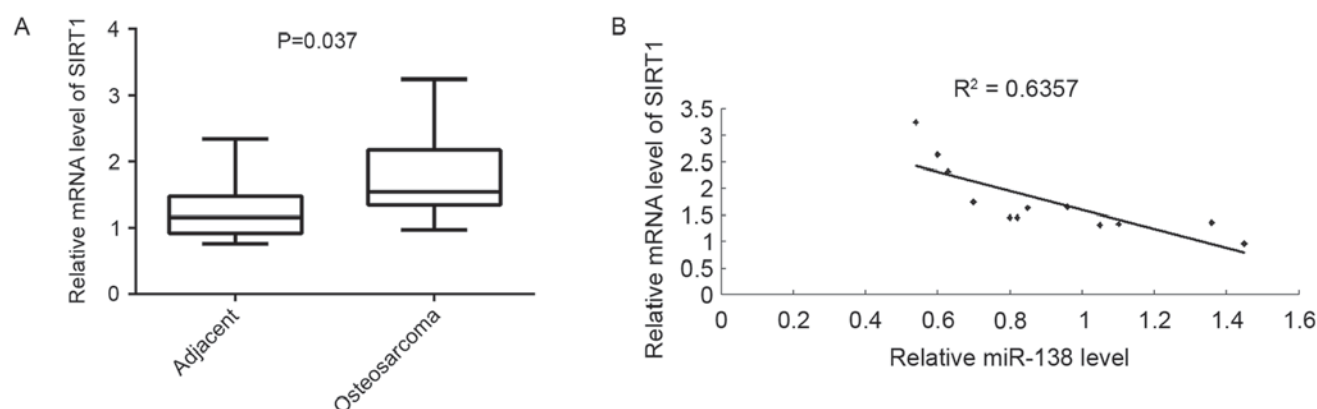 A
Relative mRNA level of SIRT1
4
3
2
1
0
P=0.037
Adjacent
Osteosarcoma
B
Relative mRNA level of SIRT1
R² = 0.6357
3.5
3
2.5
2
1.5
1
0.5
0
0 0.2 0.4 0.6 0.8 1 1.2 1.4 1.6
Relative miR-138 level